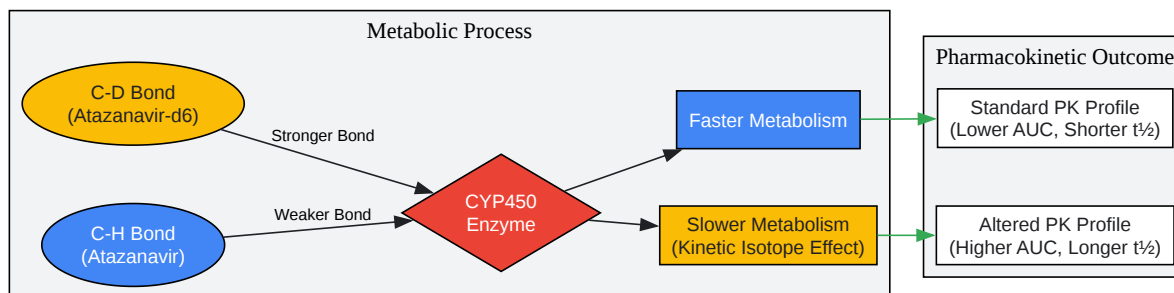 Metabolic Process
C-D Bond
(Atazanavir-d6)
Stronger Bond
C-H Bond
(Atazanavir)
Weaker Bond
CYP450
Enzyme
Faster Metabolism
Slower Metabolism
(Kinetic Isotope Effect)
Pharmacokinetic Outcome
Standard PK Profile
(Lower AUC, Shorter t½)
Altered PK Profile
(Higher AUC, Longer t½)